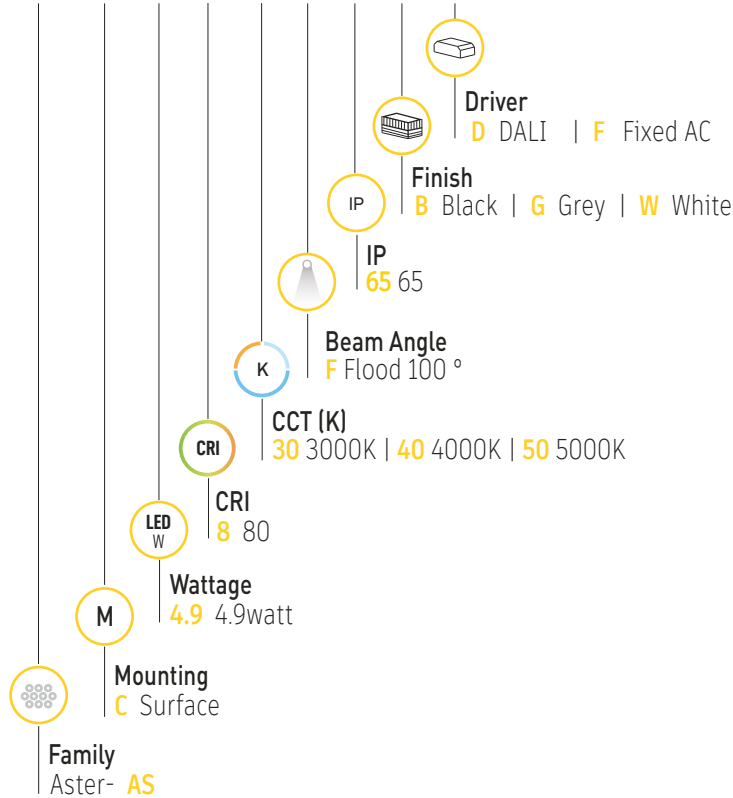 Driver
D DALI | F Fixed AC
Finish
B Black | G Grey | W White
IP
IP
65 65
Beam Angle
F Flood 100 º
K
CCT (K)
30 3000K | 40 4000K | 50 5000K
CRI
CRI
8 80
LED
W
Wattage
4.9 4.9watt
M
Mounting
C Surface
Family
Aster- AS